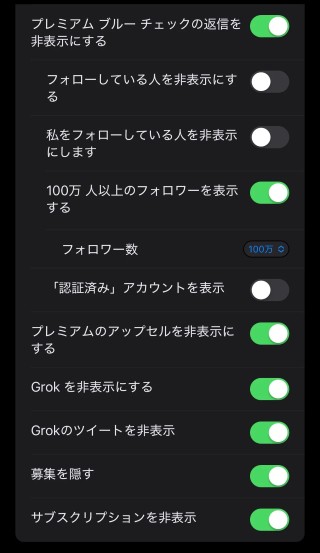 プレミアム ブルー チェックの返信を
非表示にする
フォローしている人を非表示にす
る
私をフォローしている人を非表示
にします
100万 人以上のフォロワーを表示
する
フォロワー数
100万
「認証済み」アカウントを表示
プレミアムのアップセルを非表示に
する
Grok を非表示にする
Grokのツイートを非表示
募集を隠す
サブスクリプションを非表示